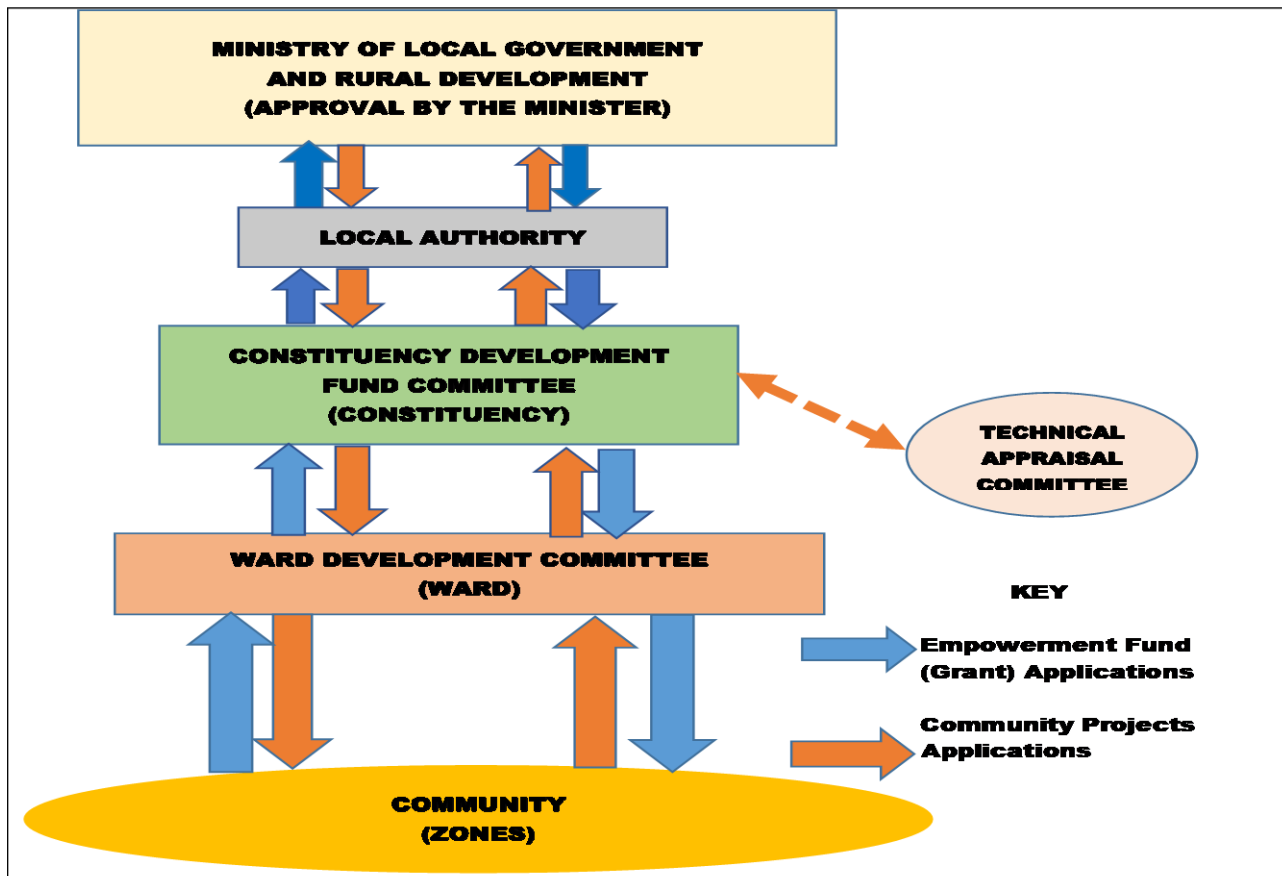 MINISTRY OF LOCAL GOVERNMENT
AND RURAL DEVELOPMENT
(APPROVAL BY THE MINISTER)
LOCAL AUTHORITY
CONSTITUENCY DEVELOPMENT
FUND COMMITTEE
(CONSTITUENCY)
TECHNICAL
APPRAISAL
COMMITTEE
WARD DEVELOPMENT COMMITTEE
(WARD)
KEY
Empowerment Fund
(Grant) Applications
Community Projects
Applications
COMMUNITY
(ZONES)